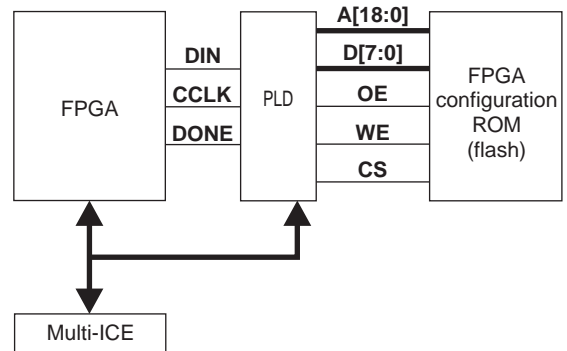 FPGA
DIN
CCLK
DONE
PLD
A[18:0]
D[7:0]
OE
WE
CS
FPGA
configuration
ROM
(flash)
Multi-ICE